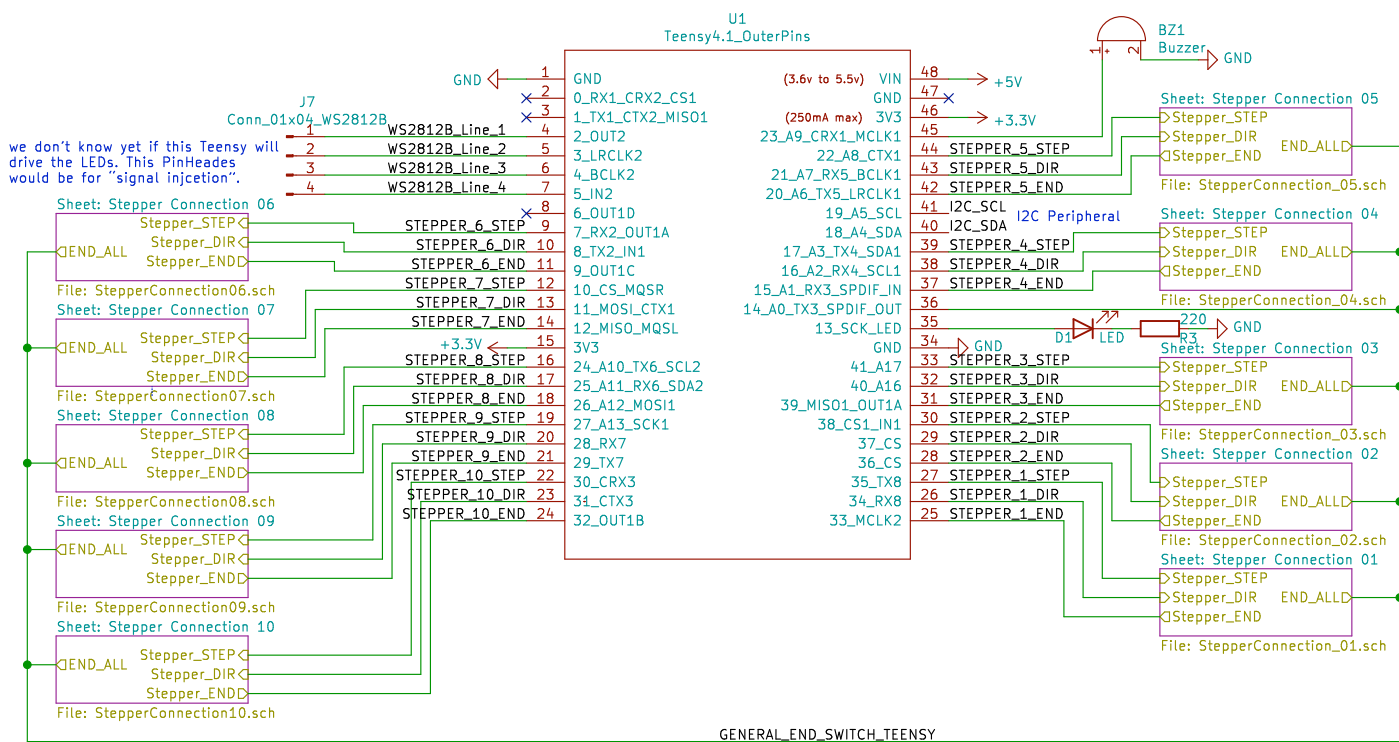 U1
Teensy4.1_OuterPins
BZ1
Buzzer
1 + 2
GND
J7
Conn_01x04_WS2812B
1 WS2812B_Line_1
2 WS2812B_Line_2
3 WS2812B_Line_3
4 WS2812B_Line_4
we don't know yet if this Teensy will
drive the LEDs. This PinHeades
would be for "signal injcetion".
GND 1 GND
2 0_RX1_CRX2_CS1
3 1_TX1_CTX2_MISO1
4 2_OUT2
5 3_LRCLK2
6 4_BCLK2
7 5_IN2
8 6_OUT1D
STEPPER_6_STEP 9 7_RX2_OUT1A
STEPPER_6_DIR 10 8_TX2_IN1
STEPPER_6_END 11 9_OUT1C
STEPPER_7_STEP 12 10_CS_MQSR
STEPPER_7_DIR 13 11_MOSI_CTX1
STEPPER_7_END 14 12_MISO_MQSL
+3.3V 15 3V3
STEPPER_8_STEP 16 24_A10_TX6_SCL2
STEPPER_8_DIR 17 25_A11_RX6_SDA2
STEPPER_8_END 18 26_A12_MOSI1
STEPPER_9_STEP 19 27_A13_SCK1
STEPPER_9_DIR 20 28_RX7
STEPPER_9_END 21 29_TX7
STEPPER_10_STEP 22 30_CRX3
STEPPER_10_DIR 23 31_CTX3
STEPPER_10_END 24 32_OUT1B
(3.6v to 5.5v) VIN 48 +5V
GND 47
(250mA max) 3V3 46 +3.3V
23_A9_CRX1_MCLK1 45
22_A8_CTX1 44 STEPPER_5_STEP
21_A7_RX5_BCLK1 43 STEPPER_5_DIR
20_A6_TX5_LRCLK1 42 STEPPER_5_END
19_A5_SCL 41 I2C_SCL
I2C Peripheral
18_A4_SDA 40 I2C_SDA
17_A3_TX4_SDA1 39 STEPPER_4_STEP
16_A2_RX4_SCL1 38 STEPPER_4_DIR
15_A1_RX3_SPDIF_IN 37 STEPPER_4_END
14_A0_TX3_SPDIF_OUT 36
13_SCK_LED 35
D1 LED 220 R3 GND
GND 34 GND
41_A17 33 STEPPER_3_STEP
40_A16 32 STEPPER_3_DIR
39_MISO1_OUT1A 31 STEPPER_3_END
38_CS1_IN1 30 STEPPER_2_STEP
37_CS 29 STEPPER_2_DIR
36_CS 28 STEPPER_2_END
35_TX8 27 STEPPER_1_STEP
34_RX8 26 STEPPER_1_DIR
33_MCLK2 25 STEPPER_1_END
Sheet: Stepper Connection 06
Stepper_STEP
Stepper_DIR
END_ALL
Stepper_END
File: StepperConnection06.sch
Sheet: Stepper Connection 07
Stepper_STEP
END_ALL
Stepper_DIR
Stepper_END
File: StepperConnection07.sch
Sheet: Stepper Connection 08
Stepper_STEP
Stepper_DIR
END_ALL
Stepper_END
File: StepperConnection08.sch
Sheet: Stepper Connection 09
Stepper_STEP
END_ALL
Stepper_DIR
Stepper_END
File: StepperConnection09.sch
Sheet: Stepper Connection 10
Stepper_STEP
END_ALL
Stepper_DIR
Stepper_END
File: StepperConnection10.sch
Sheet: Stepper Connection 05
Stepper_STEP
Stepper_DIR
END_ALL
Stepper_END
File: StepperConnection_05.sch
Sheet: Stepper Connection 04
Stepper_STEP
Stepper_DIR
END_ALL
Stepper_END
File: StepperConnection_04.sch
Sheet: Stepper Connection 03
Stepper_STEP
Stepper_DIR END_ALL
Stepper_END
File: StepperConnection_03.sch
Sheet: Stepper Connection 02
Stepper_STEP
Stepper_DIR END_ALL
Stepper_END
File: StepperConnection_02.sch
Sheet: Stepper Connection 01
Stepper_STEP
Stepper_DIR END_ALL
Stepper_END
File: StepperConnection_01.sch
GENERAL_END_SWITCH_TEENSY